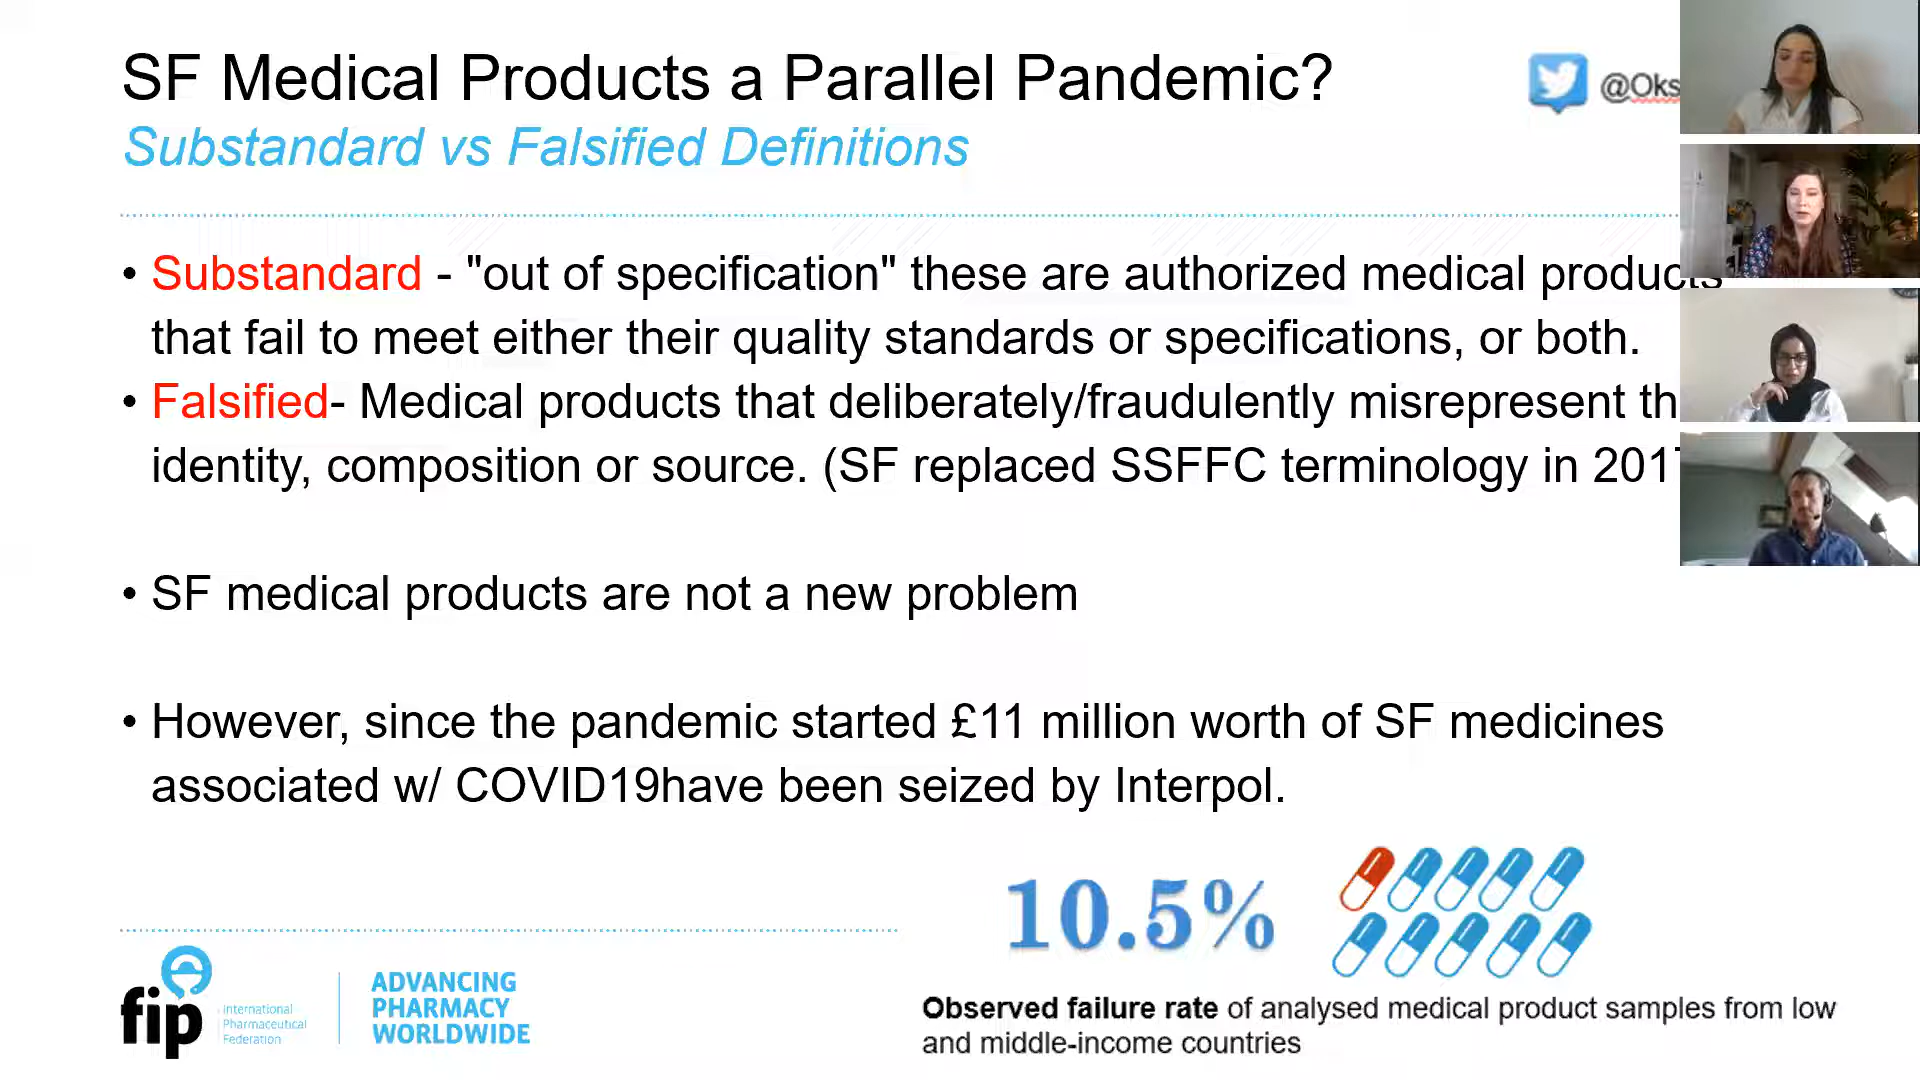 SF Medical Products a Parallel Pandemic?
@Oks
Substandard vs Falsified Definitions
• Substandard - "out of specification" these are authorized medical products
that fail to meet either their quality standards or specifications, or both.
• Falsified- Medical products that deliberately/fraudulently misrepresent th
identity, composition or source. (SF replaced SSFFC terminology in 2017
• SF medical products are not a new problem
• However, since the pandemic started £11 million worth of SF medicines
associated w/ COVID19have been seized by Interpol.
10.5%
Observed failure rate of analysed medical product samples from low
and middle-income countries
fip
International
Pharmaceutical
Federation
ADVANCING
PHARMACY
WORLDWIDE